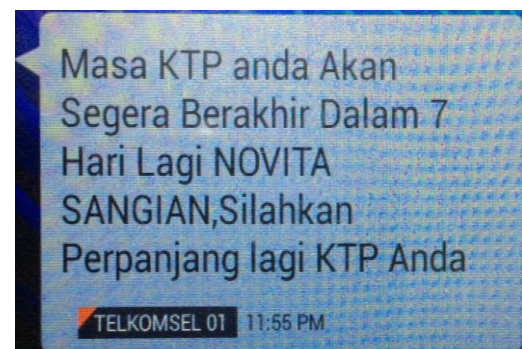 Masa KTP anda Akan
Segera Berakhir Dalam 7
Hari Lagi NOVITA
SANGIAN,Silahkan
Perpanjang lagi KTP Anda
TELKOMSEL 01 11:55 PM